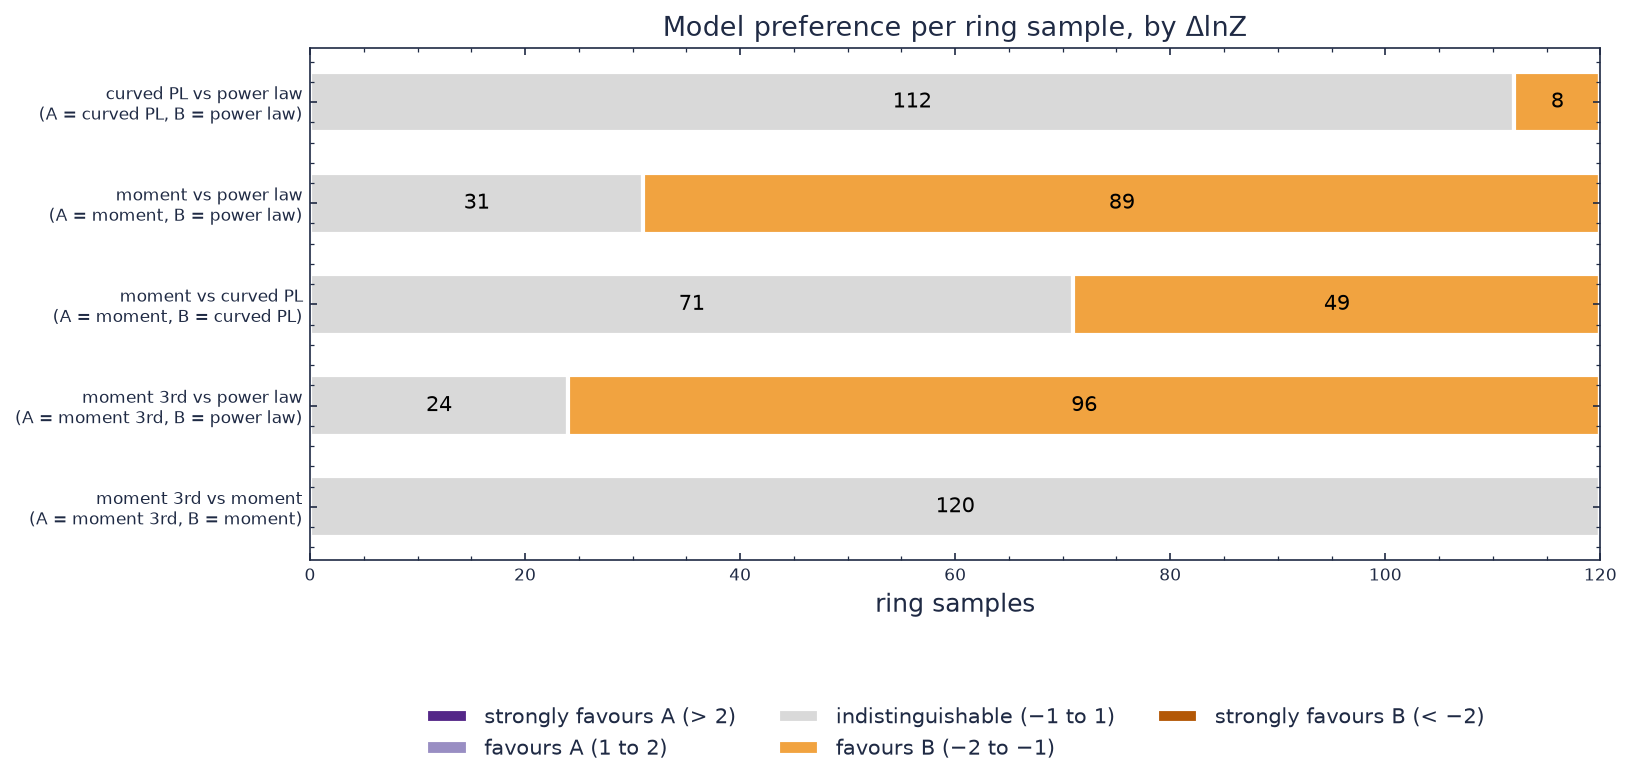 Model preference per ring sample, by ΔlnZ
curved PL vs power law
(A = curved PL, B = power law)
112
8
moment vs power law
(A = moment, B = power law)
31
89
moment vs curved PL
(A = moment, B = curved PL)
71
49
moment 3rd vs power law
(A = moment 3rd, B = power law)
24
96
moment 3rd vs moment
(A = moment 3rd, B = moment)
120
0 20 40 60 80 100 120
ring samples
strongly favours A (> 2)
favours A (1 to 2)
indistinguishable (−1 to 1)
favours B (−2 to −1)
strongly favours B (< −2)